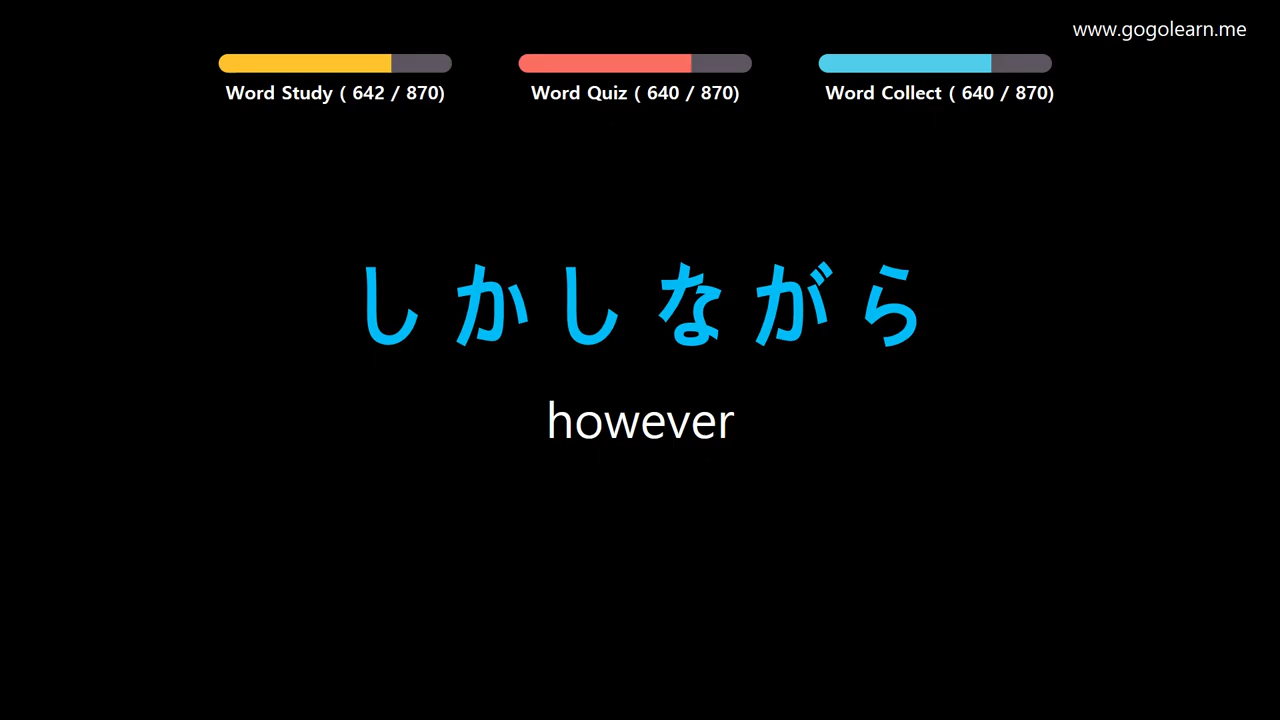 www.gogolearn.me
Word Study ( 642 / 870) Word Quiz ( 640 / 870) Word Collect ( 640 / 870)
しかしながら
however